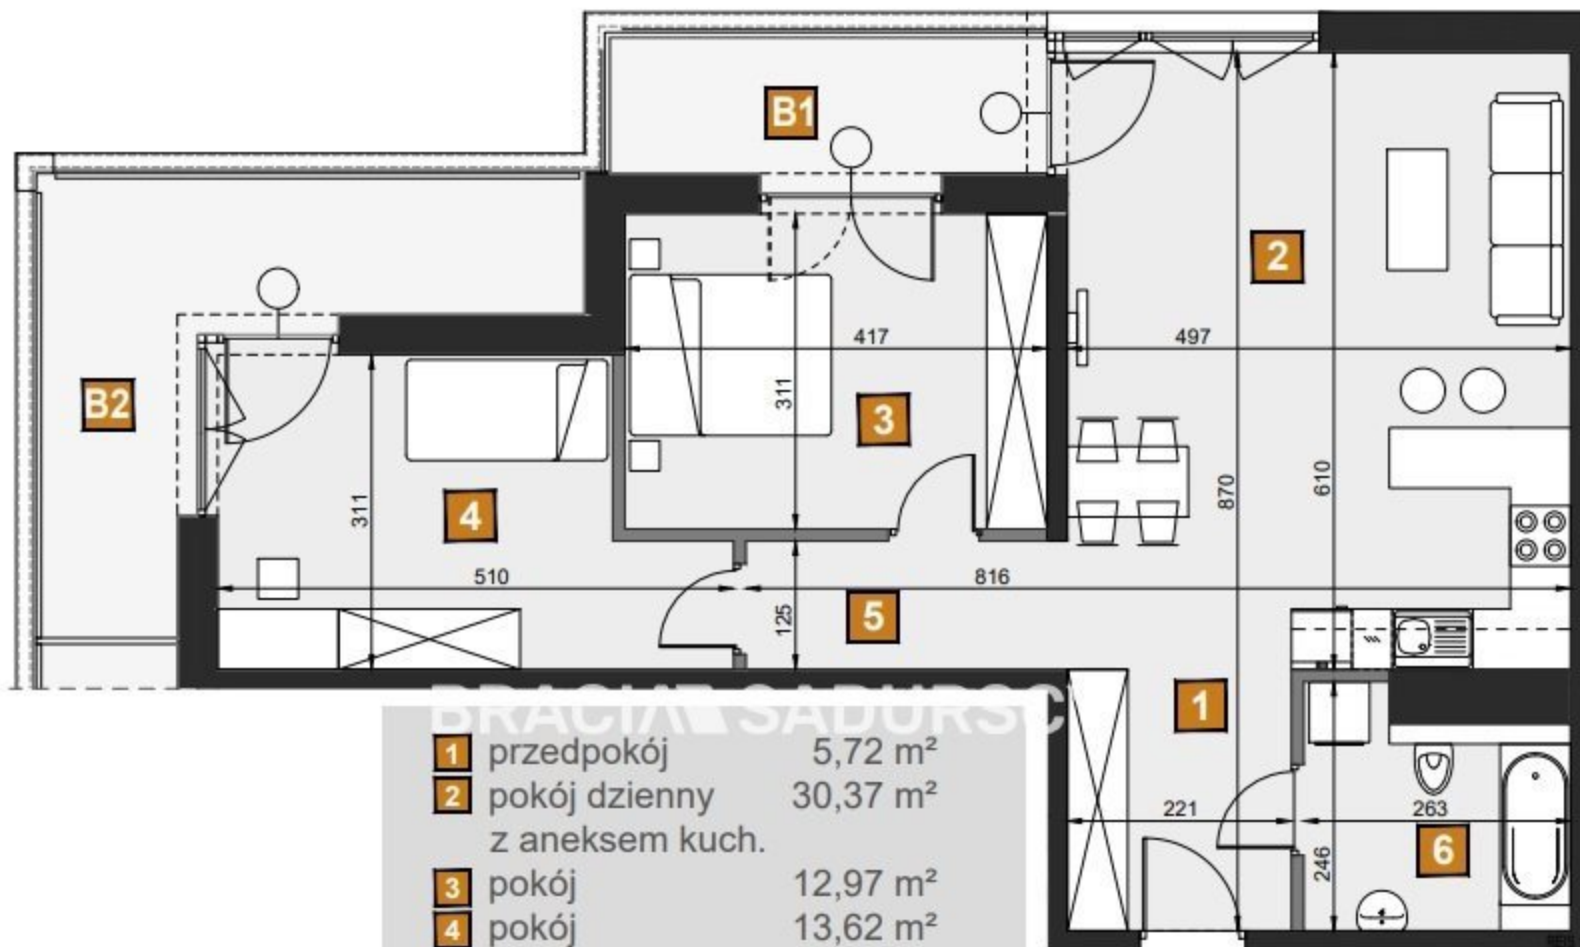 B1
2
417
497
B2
311
3
4
311
870
610
510
816
5
125
1
221
263
246
6
BRACIA SADURSC
1 przedpokój 5,72 m²
2 pokój dzienny 30,37 m²
z aneksem kuch.
3 pokój 12,97 m²
4 pokój 13,62 m²